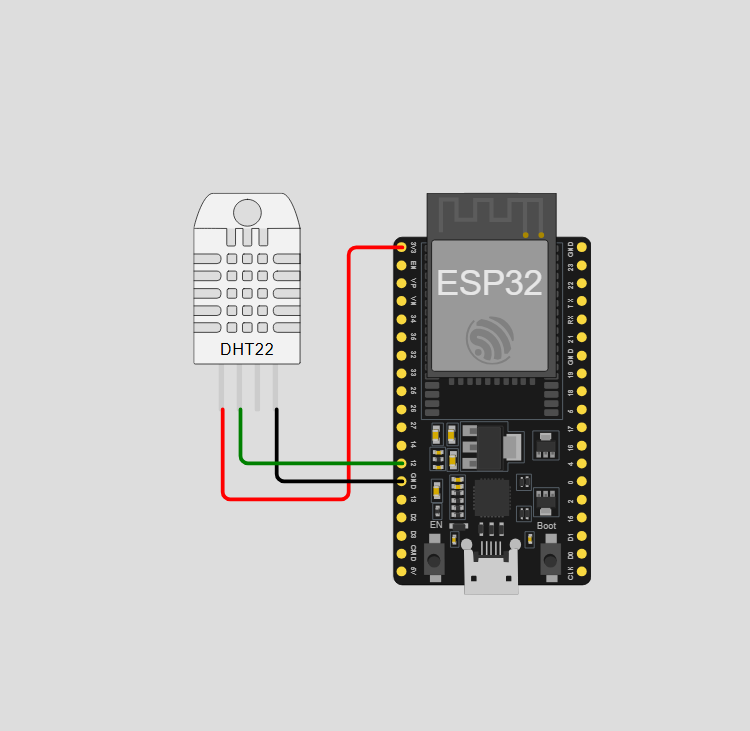 DHT22
ESP32
3V3
EN
VP
VN
34
35
32
33
25
26
27
14
12
GND
13
D2
D3
CMD
5V
GND
23
22
TX
RX
21
GND
19
18
5
17
16
4
0
2
15
D1
D0
CLK
EN
Boot